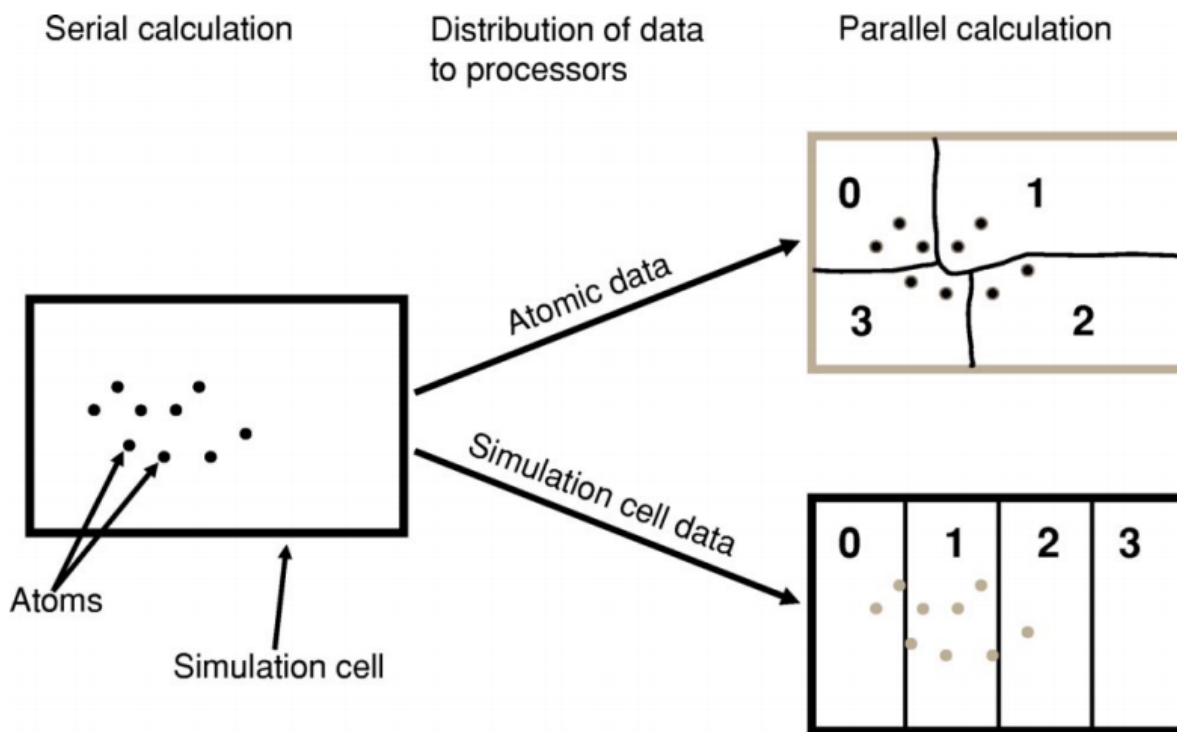 Serial calculation
Distribution of data
to processors
Parallel calculation
0
1
3
2
Atomic data
Simulation cell data
0 1 2 3
Atoms
Simulation cell